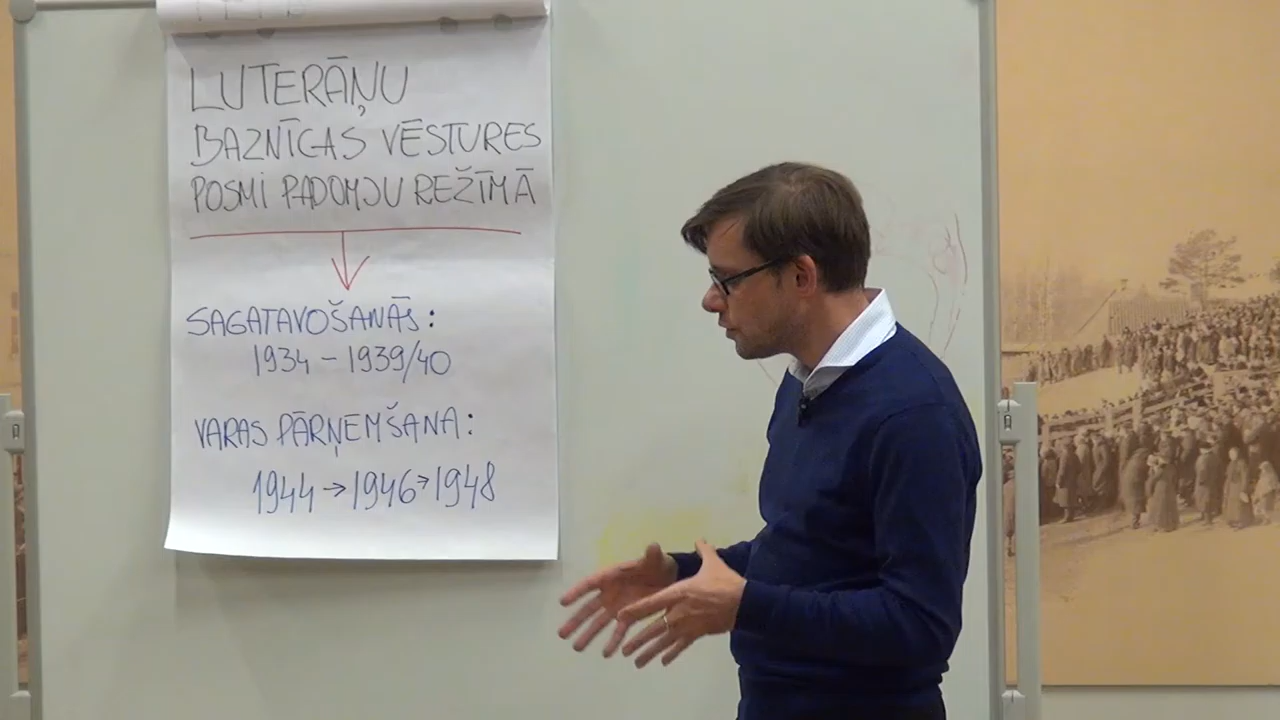 LUTERĀŅU
BAZNĪCAS VĒSTURES
POSMI PADOMJU REŽĪMĀ
SAGATAVOŠANĀS:
1934 – 1939/40
VARAS PĀRŅEMŠANA:
1944 → 1946 → 1948